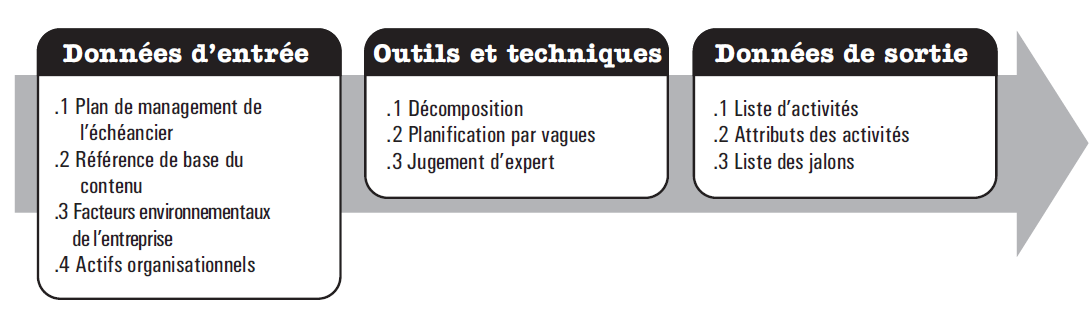 Données d'entrée
.1 Plan de management de
l'échéancier
.2 Référence de base du
contenu
.3 Facteurs environnementaux
de l'entreprise
.4 Actifs organisationnels
Outils et techniques
.1 Décomposition
.2 Planification par vagues
.3 Jugement d'expert
Données de sortie
.1 Liste d'activités
.2 Attributs des activités
.3 Liste des jalons